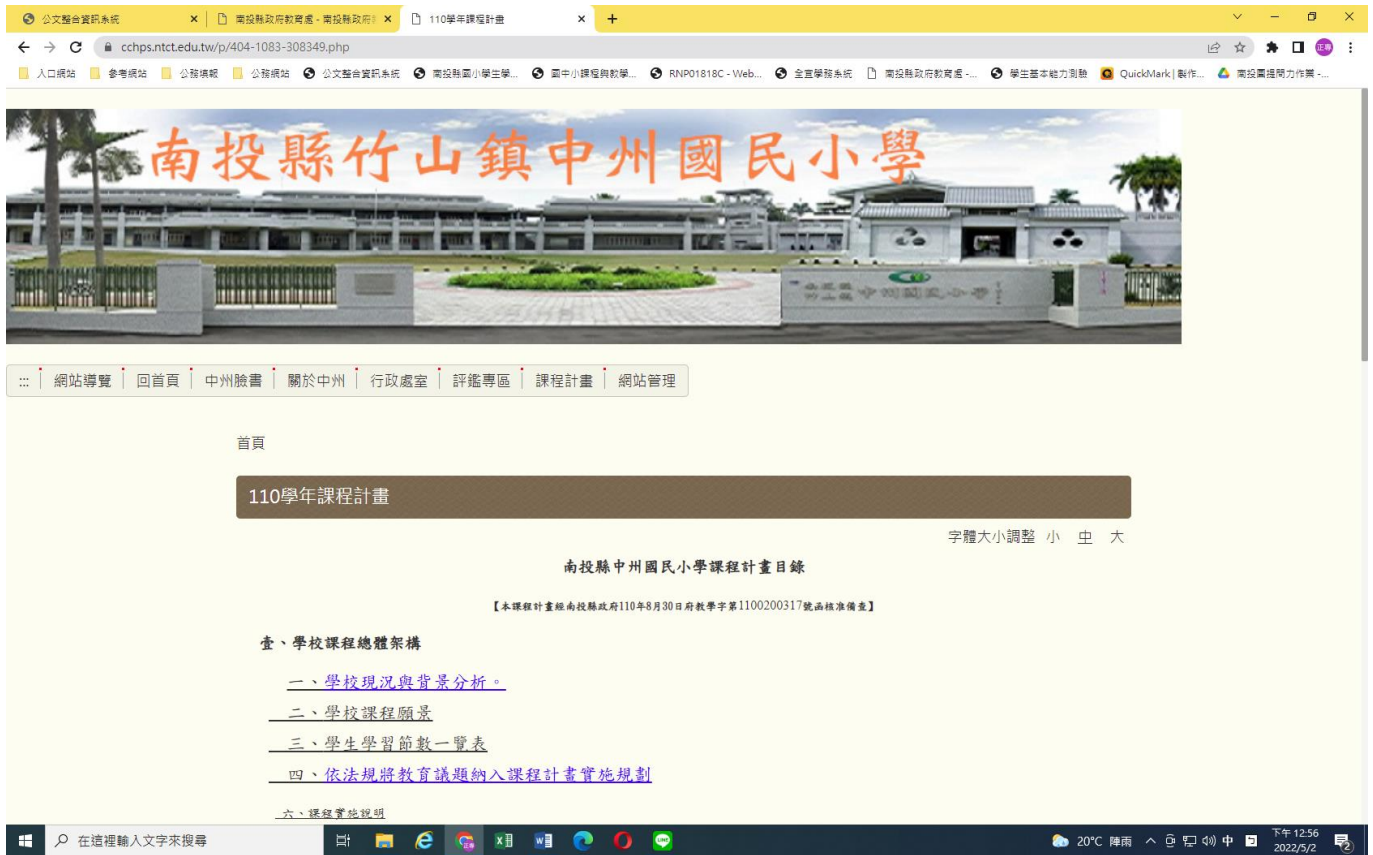 公文整合資訊系統
南投縣政府教育處 - 南投縣政府
110學年課程計畫
cchps.ntct.edu.tw/p/404-1083-308349.php
正專
入口網站 參考網站 公務填報 公務網站 公文整合資訊系統 南投縣國小學生學... 國中小課程與教學... RNP01818C - Web... 全誼學務系統 南投縣政府教育處 -... 學生基本能力測驗 QuickMark | 製作... 南投團提問力作業 -...
南投縣竹山鎮中州國民小學
中州國民小學
::: 網站導覽 回首頁 中州臉書 關於中州 行政處室 評鑑專區 課程計畫 網站管理
首頁
110學年課程計畫
字體大小調整 小 中 大
南投縣中州國民小學課程計畫目錄
【本課程計畫經南投縣政府110年8月30日府教學字第1100200317號函核准備查】
壹、學校課程總體架構
一、學校現況與背景分析。
二、學校課程願景
三、學生學習節數一覽表
四、依法規將教育議題納入課程計畫實施規劃
六、課程實施說明
在這裡輸入文字來搜尋
20°C 陣雨
中
下午 12:56
2022/5/2
2